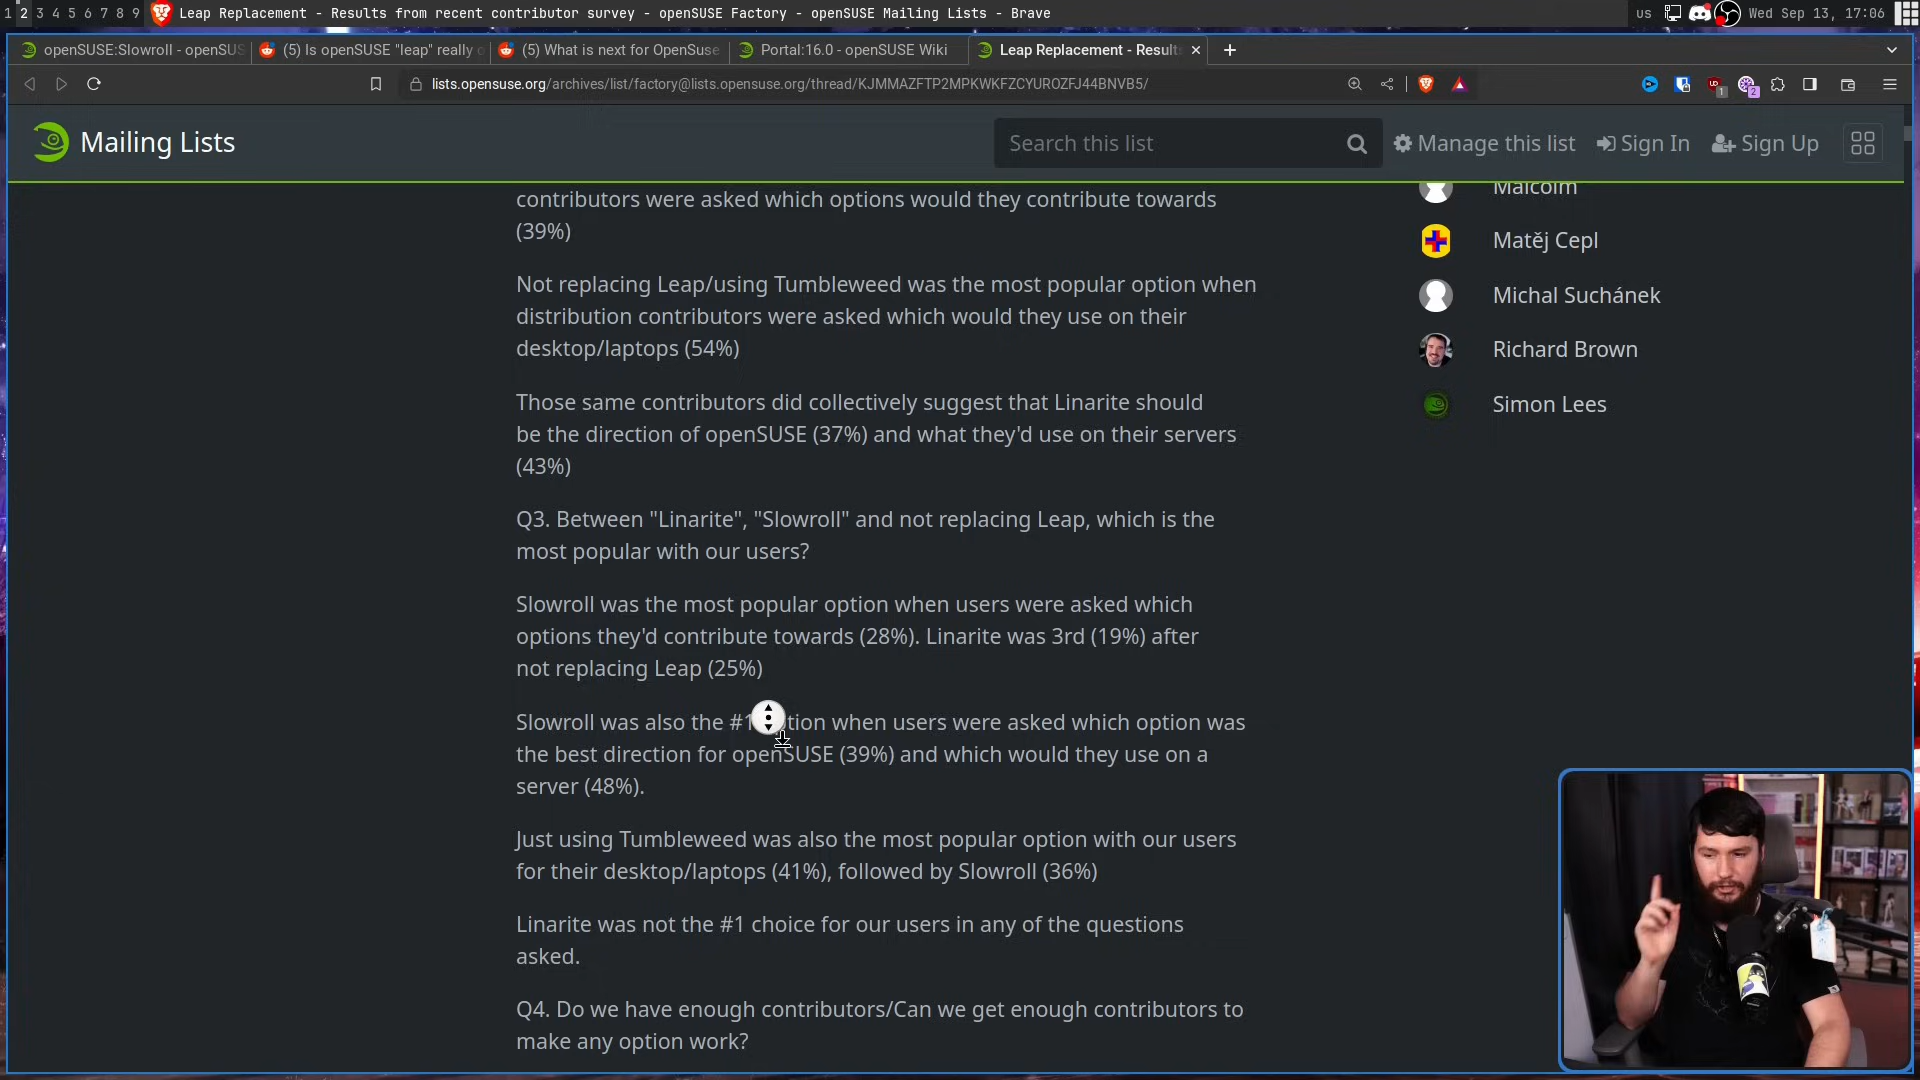 1 2 3 4 5 6 7 8 9 Leap Replacement - Results from recent contributor survey - openSUSE Factory - openSUSE Mailing Lists - Brave us Wed Sep 13, 17:06
openSUSE:Slowroll - openSUS (5) Is openSUSE "leap" really o (5) What is next for OpenSuse Portal:16.0 - openSUSE Wiki Leap Replacement - Result
lists.opensuse.org/archives/list/factory@lists.opensuse.org/thread/KJMMAZFTP2MPKWKFZCYUROZFJ44BNVB5/ 1 2
Mailing Lists Search this list Manage this list Sign In Sign Up
contributors were asked which options would they contribute towards
(39%)
Not replacing Leap/using Tumbleweed was the most popular option when
distribution contributors were asked which would they use on their
desktop/laptops (54%)
Those same contributors did collectively suggest that Linarite should
be the direction of openSUSE (37%) and what they'd use on their servers
(43%)
Q3. Between "Linarite", "Slowroll" and not replacing Leap, which is the
most popular with our users?
Slowroll was the most popular option when users were asked which
options they'd contribute towards (28%). Linarite was 3rd (19%) after
not replacing Leap (25%)
Slowroll was also the #1 tion when users were asked which option was
the best direction for openSUSE (39%) and which would they use on a
server (48%).
Just using Tumbleweed was also the most popular option with our users
for their desktop/laptops (41%), followed by Slowroll (36%)
Linarite was not the #1 choice for our users in any of the questions
asked.
Q4. Do we have enough contributors/Can we get enough contributors to
make any option work?
Malcolm
Matěj Cepl
Michal Suchánek
Richard Brown
Simon Lees